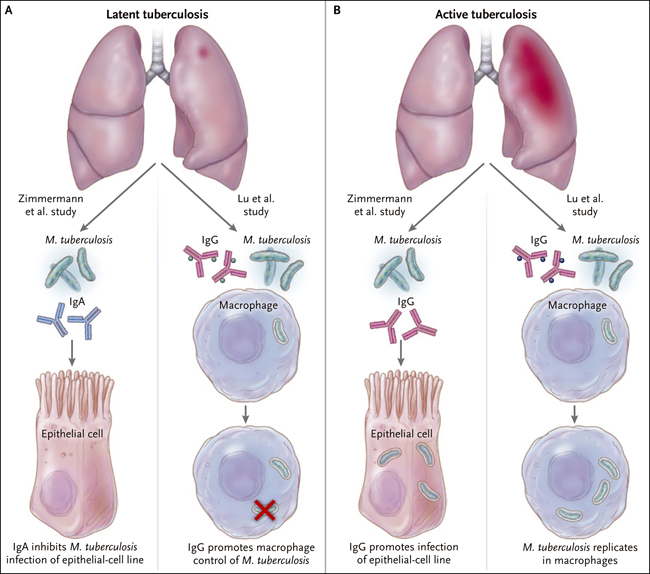 A
Latent tuberculosis
Zimmermann
et al. study
Lu et al.
study
M. tuberculosis
IgG
M. tuberculosis
IgA
Macrophage
Epithelial cell
IgA inhibits M. tuberculosis
infection of epithelial-cell line
IgG promotes macrophage
control of M. tuberculosis
B
Active tuberculosis
Zimmermann
et al. study
Lu et al.
study
M. tuberculosis
IgG
M. tuberculosis
IgG
Macrophage
Epithelial cell
IgG promotes infection
of epithelial-cell line
M. tuberculosis replicates
in macrophages